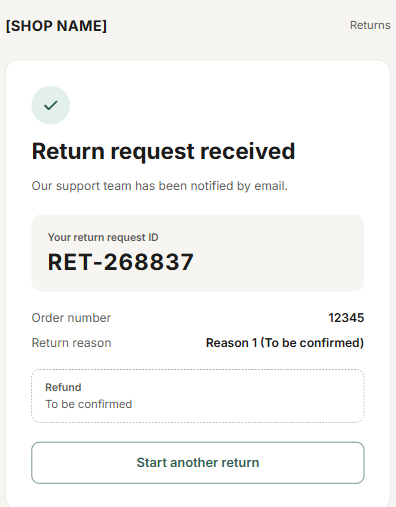 [SHOP NAME]
Returns
Return request received
Our support team has been notified by email.
Your return request ID
RET-268837
Order number
12345
Return reason
Reason 1 (To be confirmed)
Refund
To be confirmed
Start another return